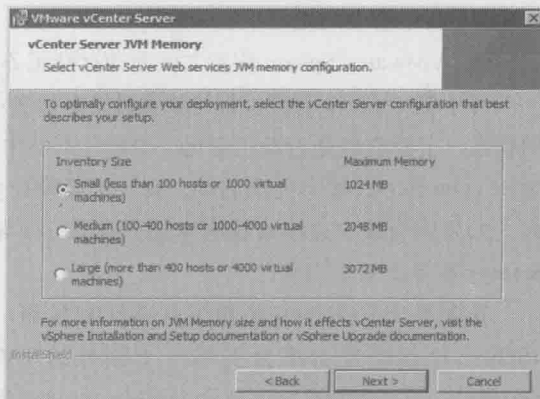 VMware vCenter Server
vCenter Server JVM Memory
Select vCenter Server Web services JVM memory configuration.
To optimally configure your deployment, select the vCenter Server configuration that best
describes your setup.
Inventory Size
Maximum Memory
Small (less than 100 hosts or 1000 virtual
machines)
1024 MB
Medium (100-400 hosts or 1000-4000 virtual
machines)
2048 MB
Large (more than 400 hosts or 4000 virtual
machines)
3072 MB
For more information on JVM Memory size and how it effects vCenter Server, visit the
vSphere Installation and Setup documentation or vSphere Upgrade documentation.
InstallShield
< Back
Next >
Cancel